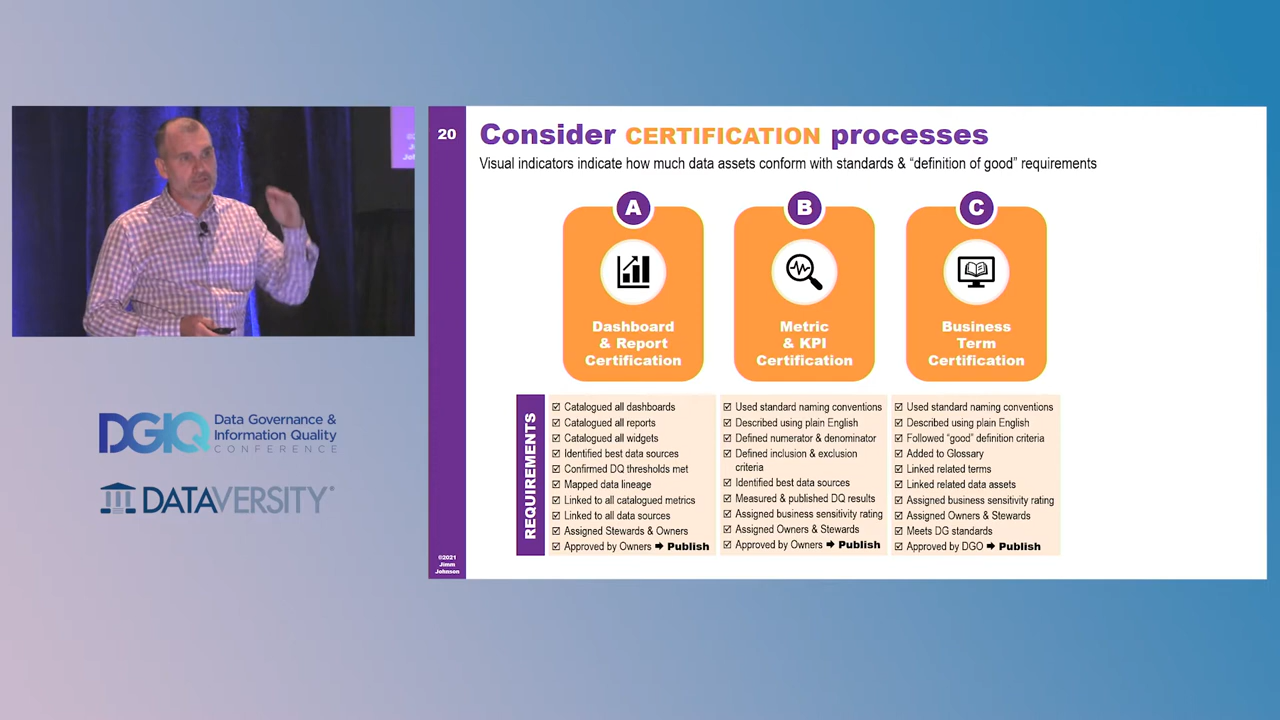 20
Consider CERTIFICATION processes
Visual indicators indicate how much data assets conform with standards & “definition of good” requirements
A
Dashboard
& Report
Certification
B
Metric
& KPI
Certification
C
Business
Term
Certification
REQUIREMENTS
☑ Catalogued all dashboards
☑ Catalogued all reports
☑ Catalogued all widgets
☑ Identified best data sources
☑ Confirmed DQ thresholds met
☑ Mapped data lineage
☑ Linked to all catalogued metrics
☑ Linked to all data sources
☑ Assigned Stewards & Owners
☑ Approved by Owners ➡ Publish
☑ Used standard naming conventions
☑ Described using plain English
☑ Defined numerator & denominator
☑ Defined inclusion & exclusion
criteria
☑ Identified best data sources
☑ Measured & published DQ results
☑ Assigned business sensitivity rating
☑ Assigned Owners & Stewards
☑ Approved by Owners ➡ Publish
☑ Used standard naming conventions
☑ Described using plain English
☑ Followed “good” definition criteria
☑ Added to Glossary
☑ Linked related terms
☑ Linked related data assets
☑ Assigned business sensitivity rating
☑ Assigned Owners & Stewards
☑ Meets DG standards
☑ Approved by DGO ➡ Publish
©2021
Jimm
Johnson
DGIQ
Data Governance &
Information Quality
CONFERENCE
DATAVERSITY